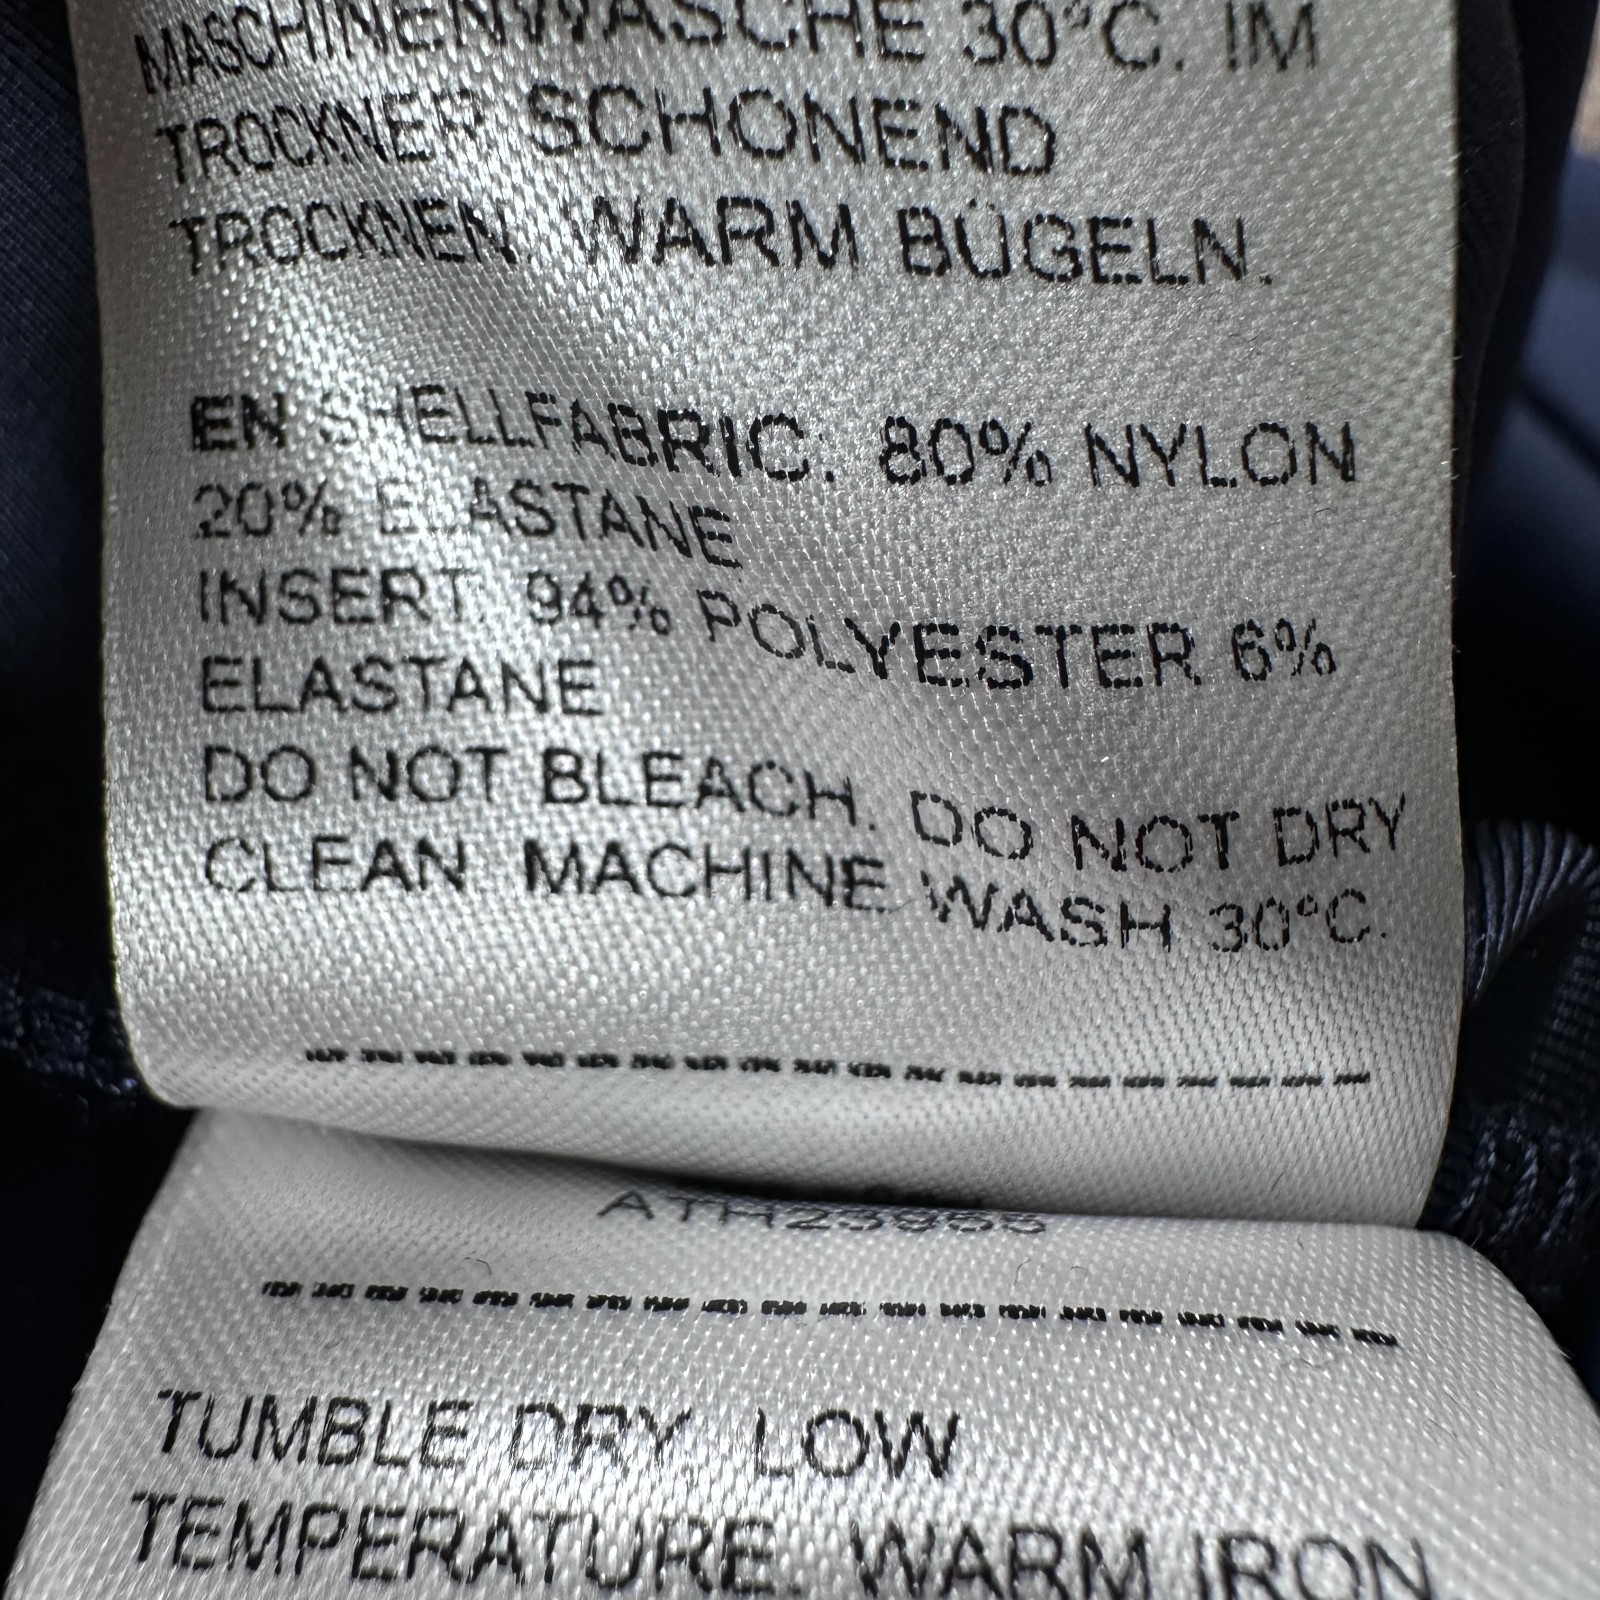 MASCHINENWÄSCHE 30°C. IM
TROCKNER SCHONEND
TROCKNEN. WARM BÜGELN.
EN SHELLFABRIC: 80% NYLON
20% ELASTANE
INSERT: 94% POLYESTER 6%
ELASTANE
DO NOT BLEACH. DO NOT DRY
CLEAN. MACHINE WASH 30°C.
TUMBLE DRY. LOW
TEMPERATURE. WARM IRON.